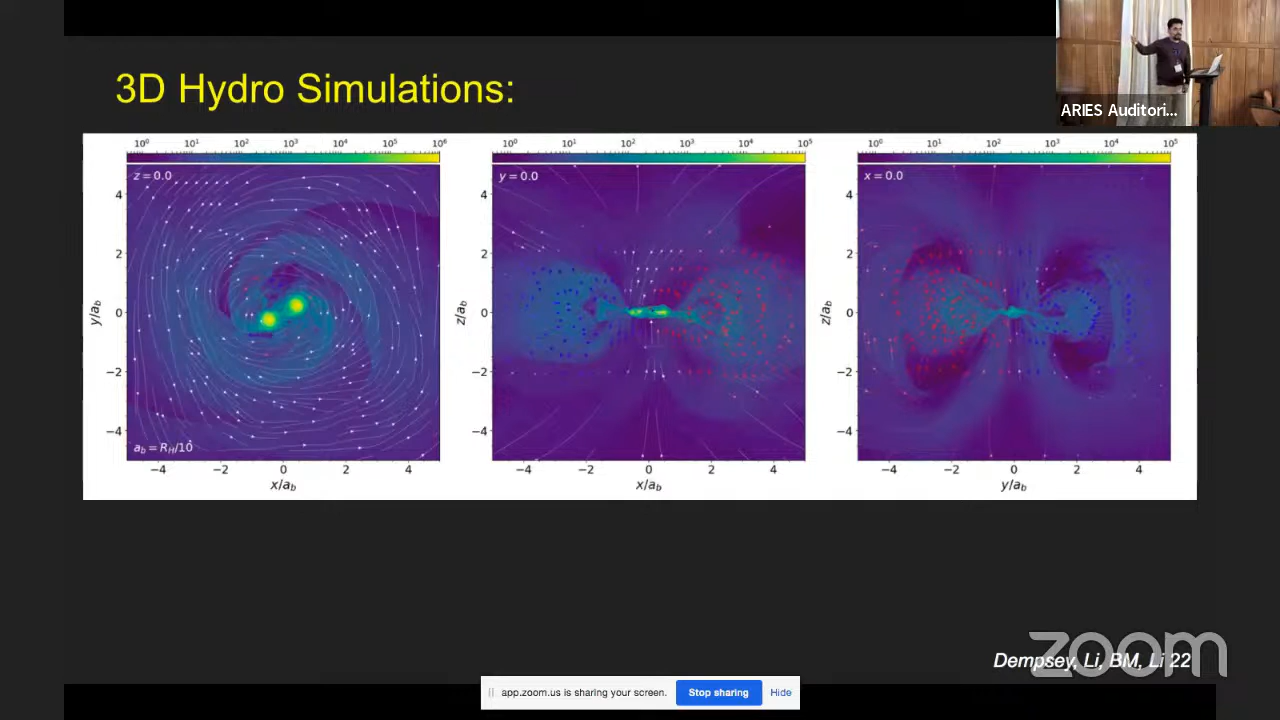 3D Hydro Simulations:
ARIES Auditori...
10⁰ 10¹ 10² 10³ 10⁴ 10⁵ 10⁶
z = 0.0
4
2
0
−2
−4
y/a_b
a_b = R_H/10
−4 −2 0 2 4
x/a_b
10⁰ 10¹ 10² 10³ 10⁴ 10⁵
y = 0.0
4
2
0
−2
−4
z/a_b
−4 −2 0 2 4
x/a_b
10⁰ 10¹ 10² 10³ 10⁴ 10⁵
x = 0.0
4
2
0
−2
−4
z/a_b
−4 −2 0 2 4
y/a_b
zoom
Dempsey, Li, BM, Li 22
app.zoom.us is sharing your screen. Stop sharing Hide